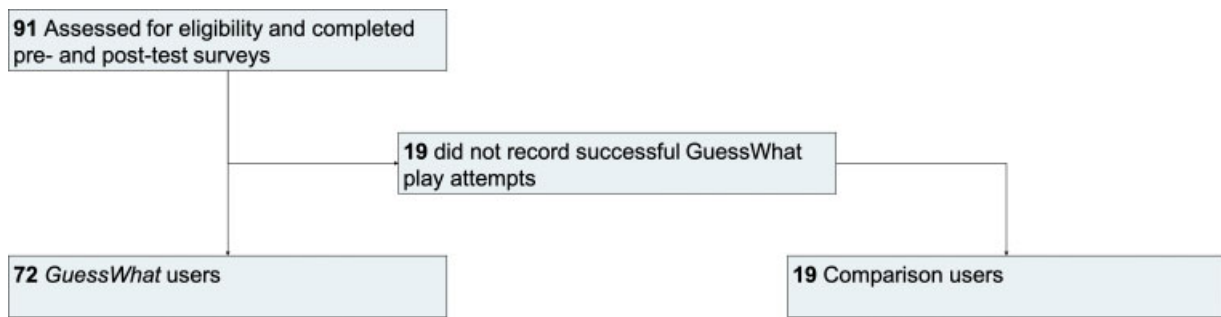 91 Assessed for eligibility and completed
pre- and post-test surveys
19 did not record successful GuessWhat
play attempts
72 GuessWhat users
19 Comparison users